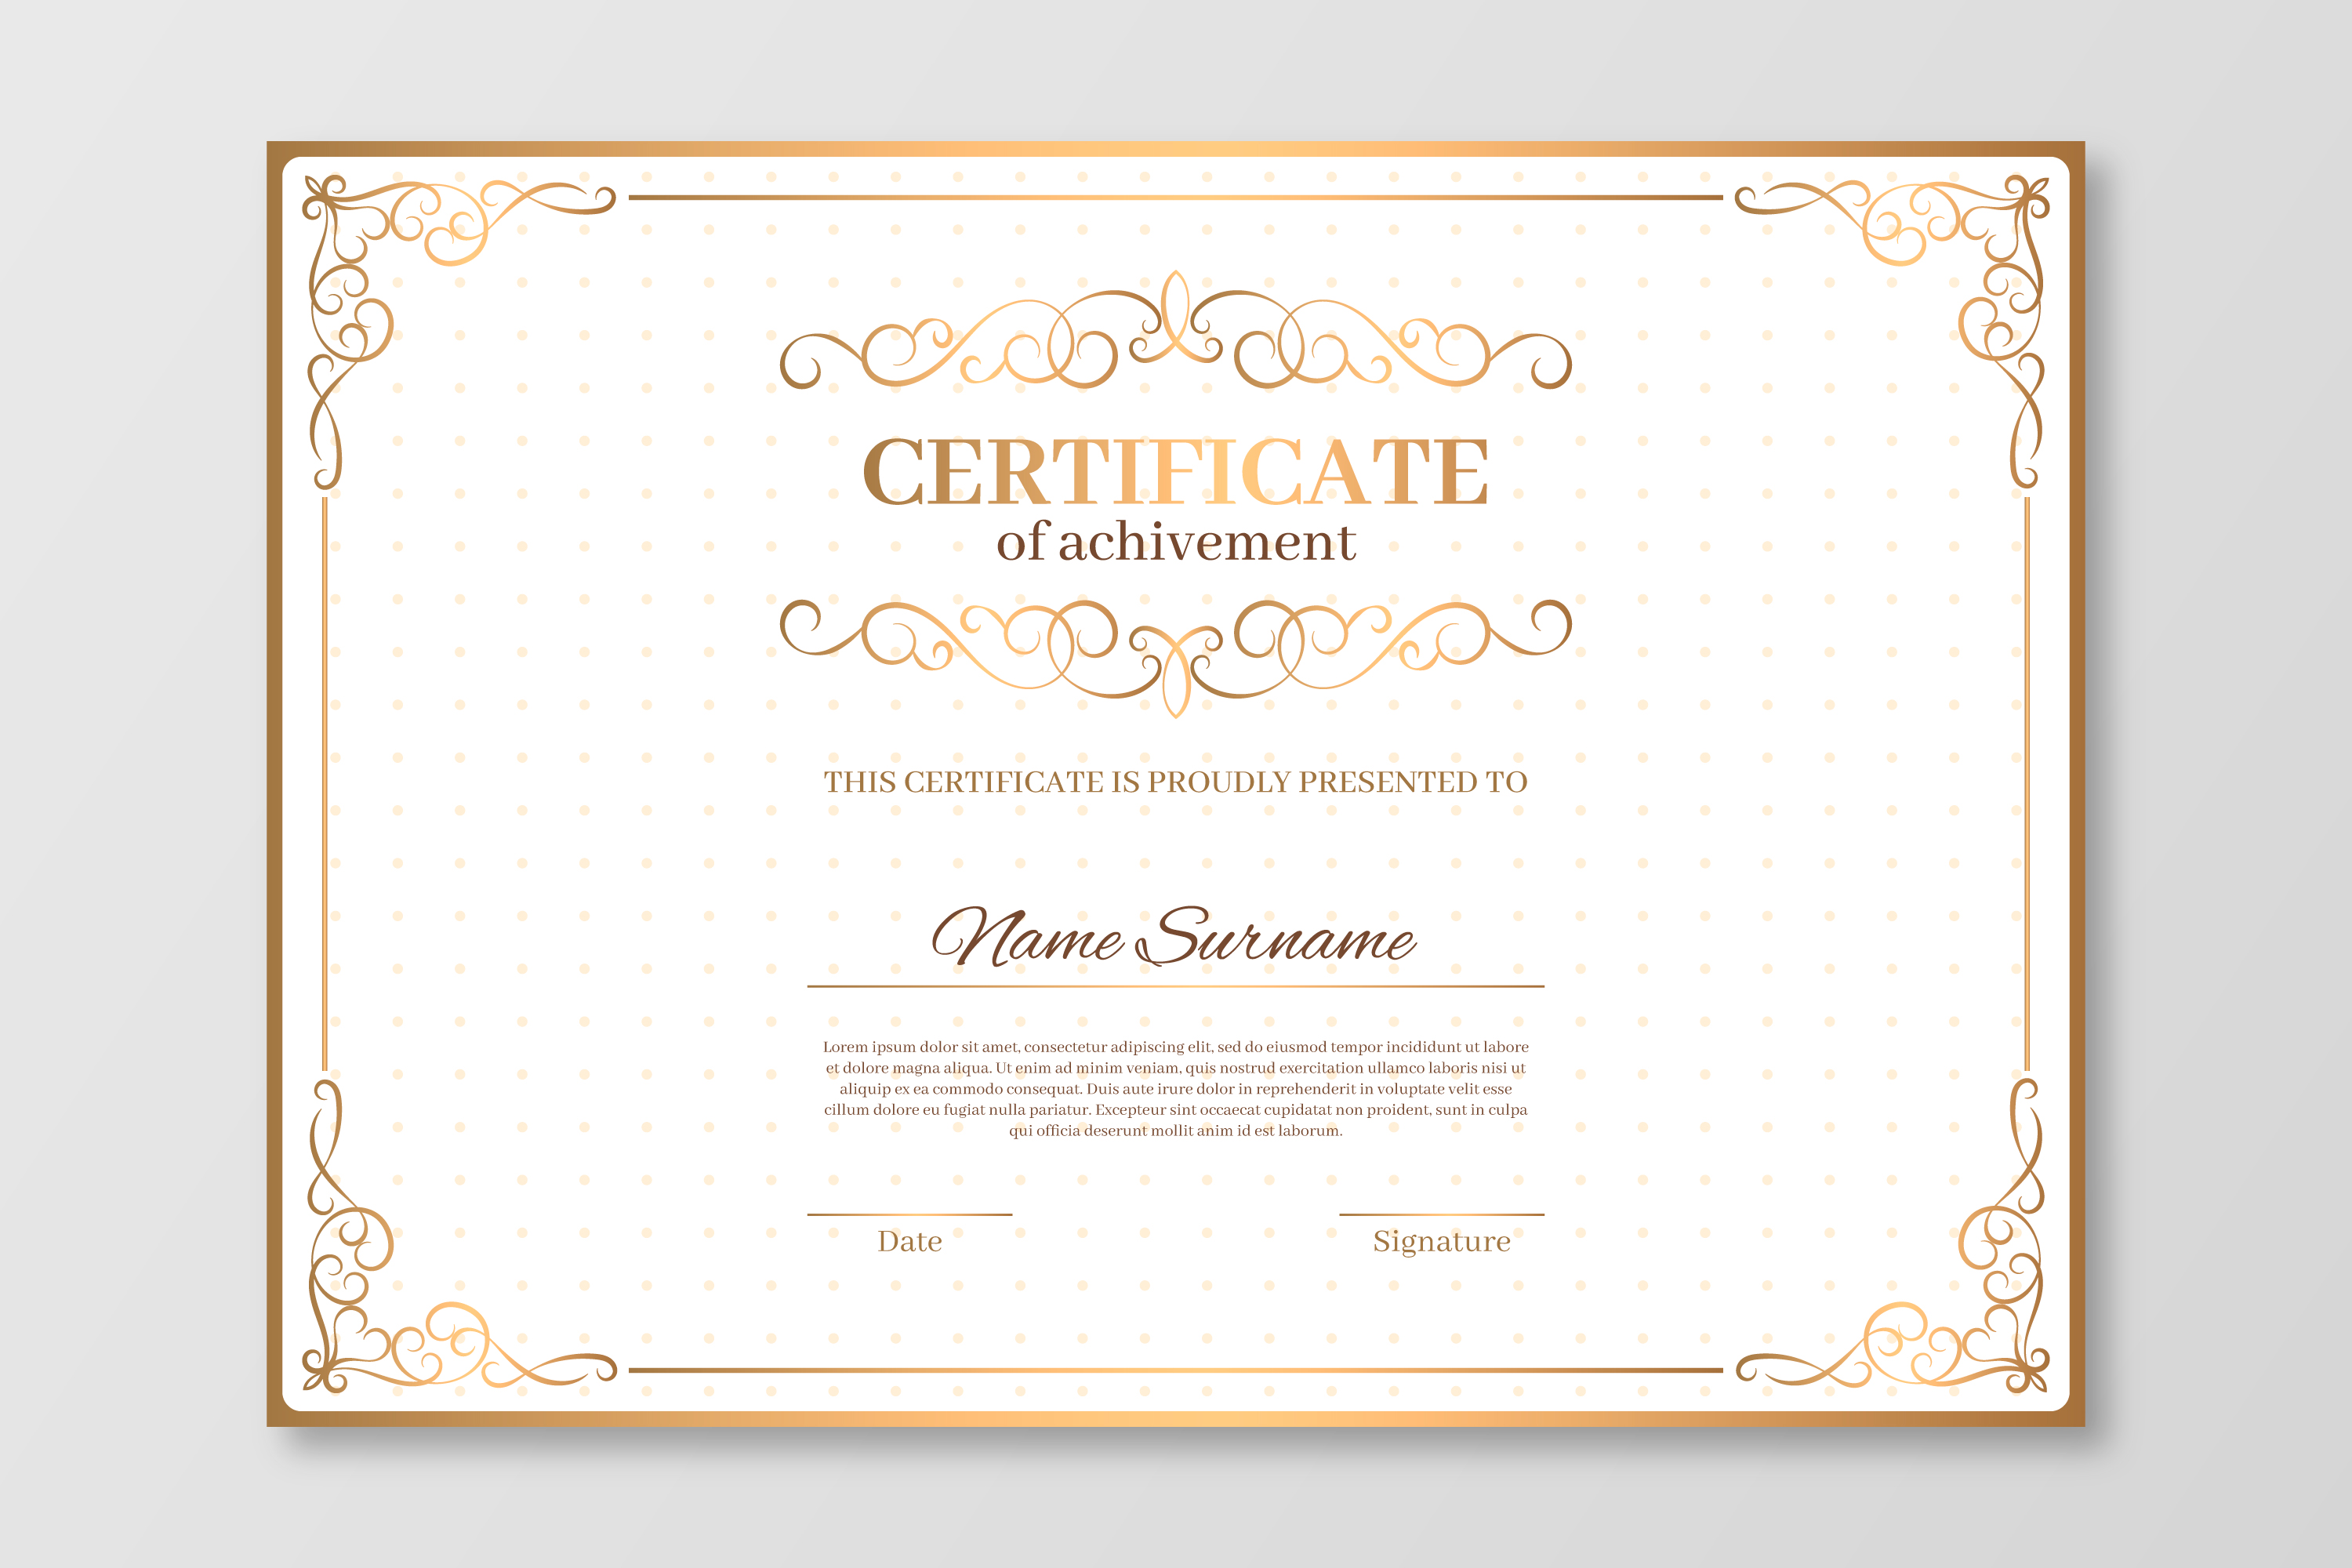 CERTIFICATE
of achivement
THIS CERTIFICATE IS PROUDLY PRESENTED TO
Name Surname
Lorem ipsum dolor sit amet, consectetur adipiscing elit, sed do eiusmod tempor incididunt ut labore
et dolore magna aliqua. Ut enim ad minim veniam, quis nostrud exercitation ullamco laboris nisi ut
aliquip ex ea commodo consequat. Duis aute irure dolor in reprehenderit in voluptate velit esse
cillum dolore eu fugiat nulla pariatur. Excepteur sint occaecat cupidatat non proident, sunt in culpa
qui officia deserunt mollit anim id est laborum.
Date
Signature